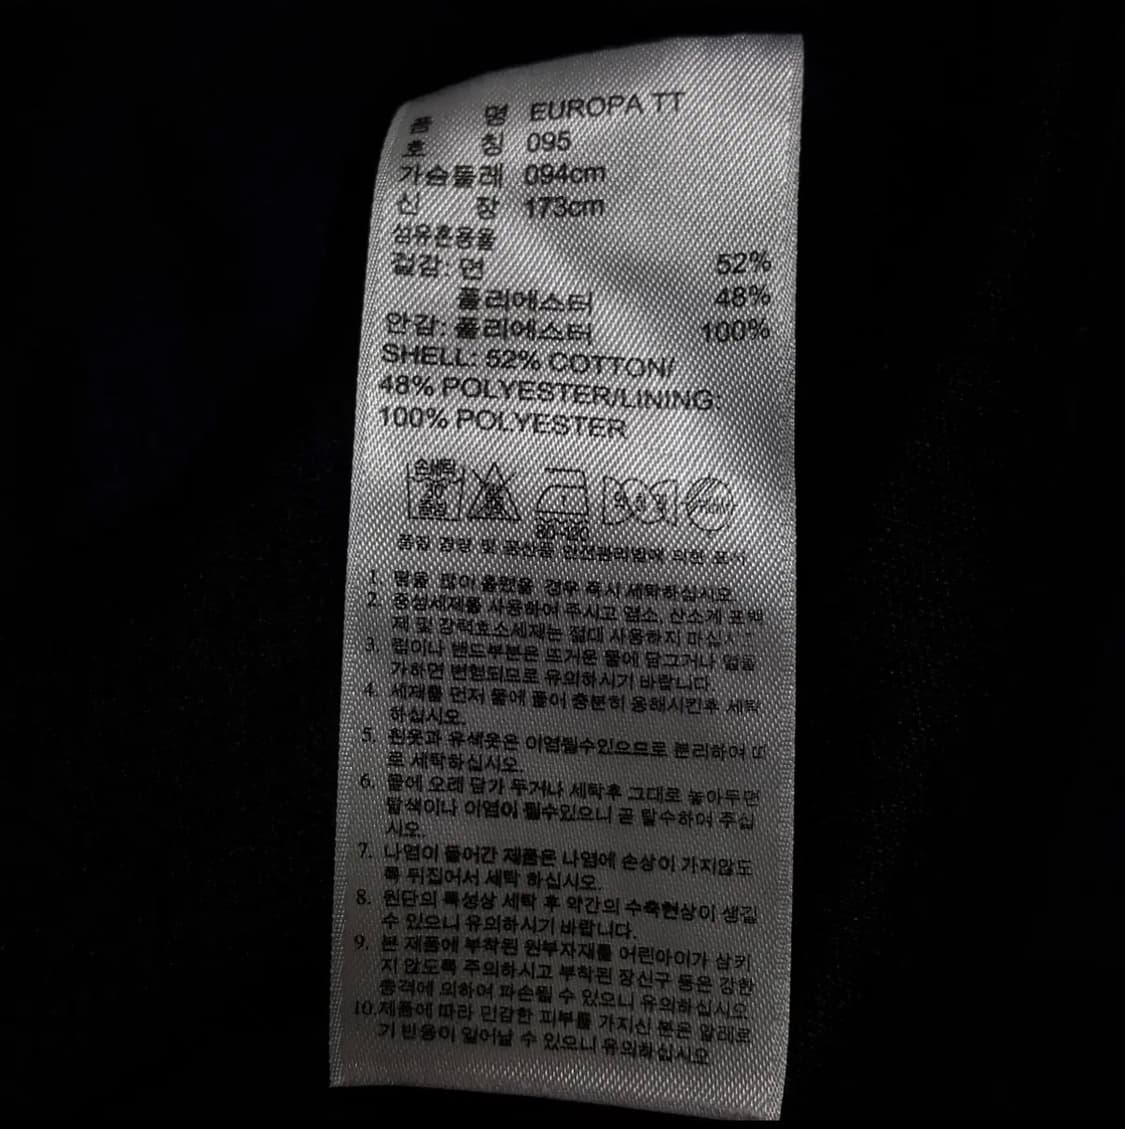 품 명 EUROPA TT
호 칭 095
가슴둘레 094cm
신 장 173cm
섬유혼용율
겉감: 면 52%
폴리에스터 48%
안감: 폴리에스터 100%
SHELL: 52% COTTON/
48% POLYESTER/LINING:
100% POLYESTER
손세탁
중성
80-120
품질 경영 및 공산품 안전관리법에 의한 표시
1. 땀을 많이 흘렸을 경우 즉시 세탁하십시오
2. 중성세제를 사용하여 주시고 염소, 산소계 표백
제 및 강력효소세제는 절대 사용하지 마십시
3. 립이나 밴드부분은 뜨거운 물에 담그거나 열을
가하면 변형되므로 유의하시기 바랍니다
4. 세제를 먼저 물에 풀어 충분히 용해시킨후 세탁
하십시오.
5. 흰옷과 유색옷은 이염될수있으므로 분리하여 따
로 세탁하십시오.
6. 물에 오래 담가 두거나 세탁후 그대로 놓아두면
탈색이나 이염이 될수있으니 곧 탈수하여 주십
시오.
7. 나염이 들어간 제품은 나염에 손상이 가지않도
록 뒤집어서 세탁 하십시오.
8. 원단의 특성상 세탁 후 약간의 수축현상이 생길
수 있으니 유의하시기 바랍니다.
9. 본 제품에 부착된 원부자재를 어린아이가 삼키
지 않도록 주의하시고 부착된 장신구 등은 강한
충격에 의하여 파손될 수 있으니 유의하십시오
10.제품에 따라 민감한 피부를 가지신 분은 알레르
기 반응이 일어날 수 있으니 유의하십시오